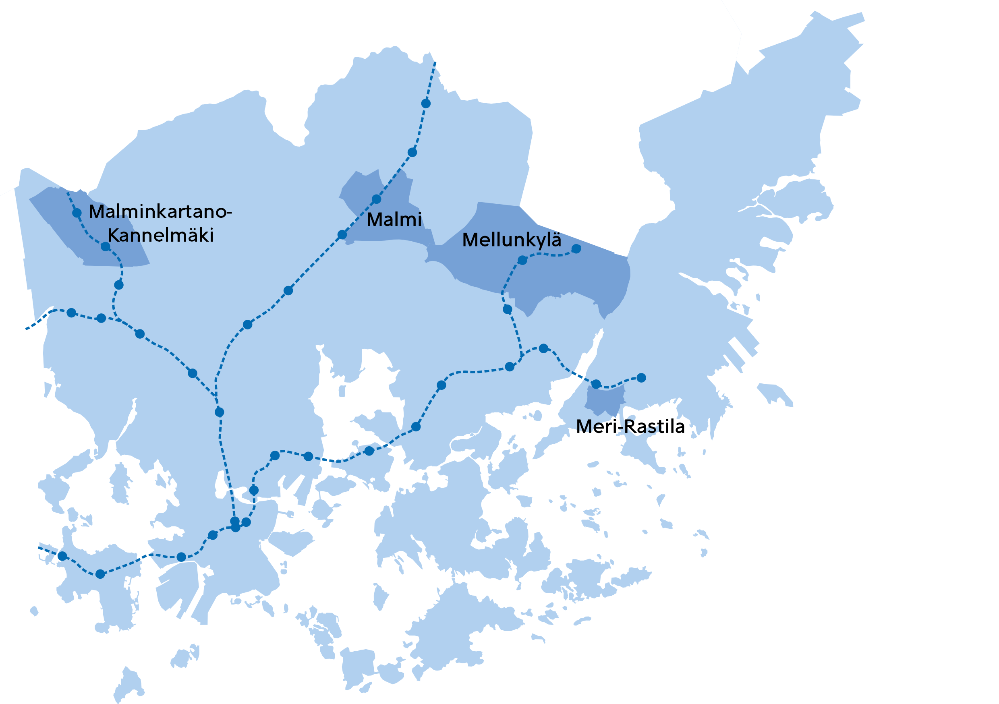 Malminkartano-
Kannelmäki
Malmi
Mellunkylä
Meri-Rastila